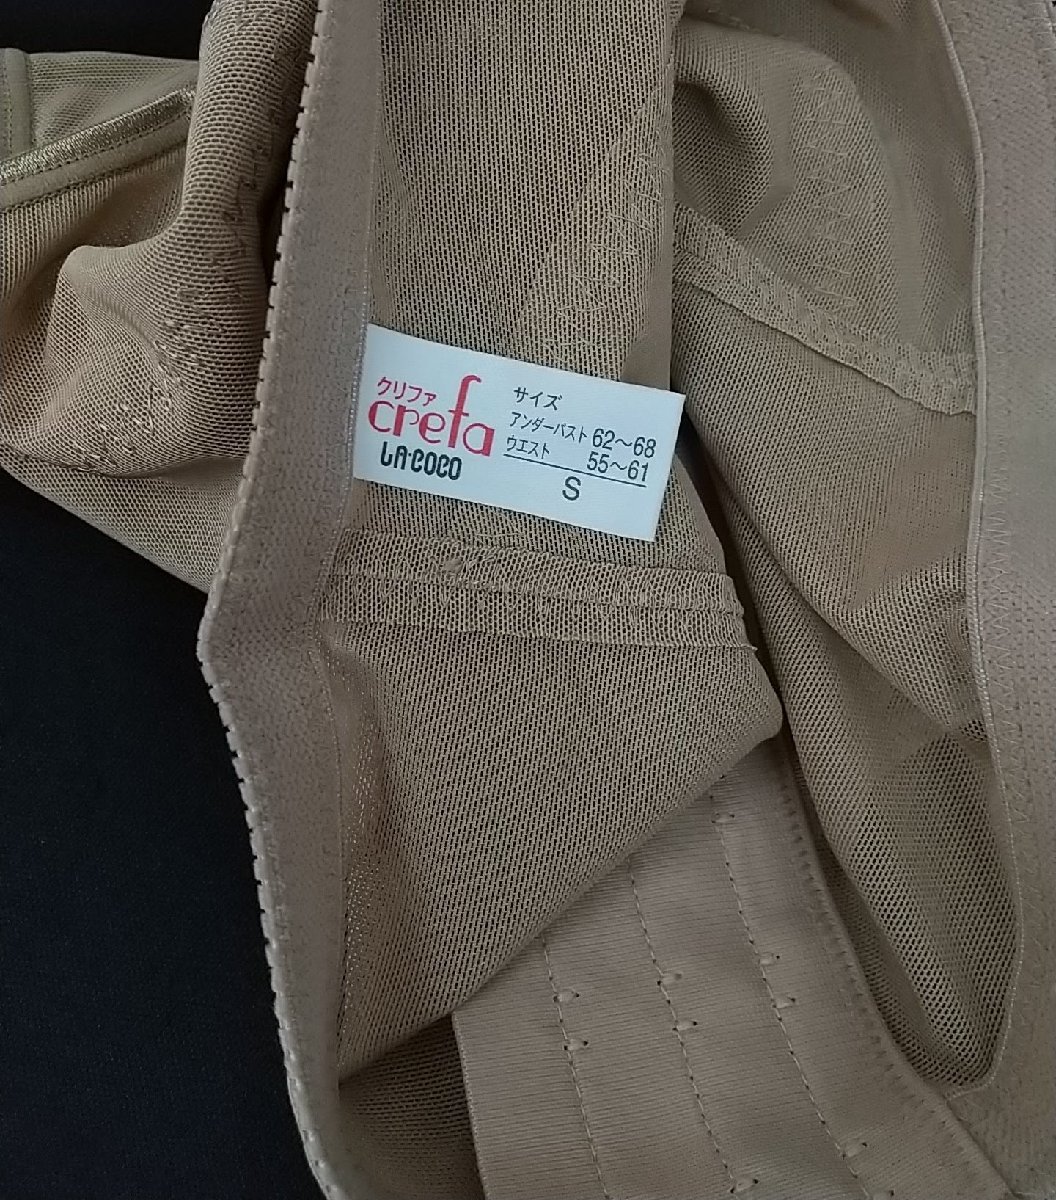 クリファ
crefa
LA・COCO
サイズ
アンダーバスト 62～68
ウエスト 55～61
S